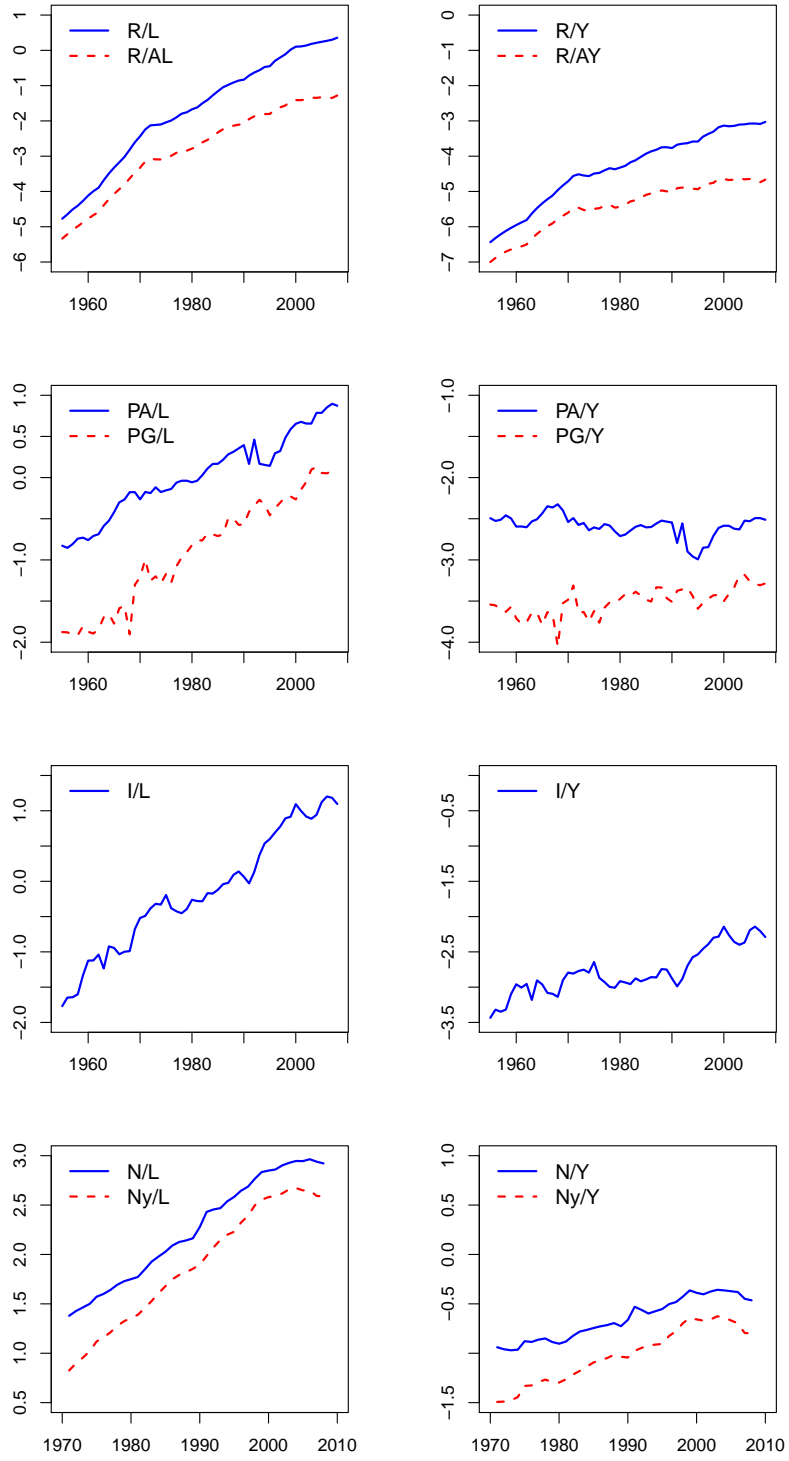 R/L
R/AL
1
0
−1
−2
−3
−4
−5
−6
1960 1980 2000
R/Y
R/AY
0
−1
−3
−4
−5
−6
−7
1960 1980 2000
PA/L
PG/L
1.0
0.5
0.0
−1.0
−2.0
1960 1980 2000
PA/Y
PG/Y
−1.0
−2.0
−3.0
−4.0
1960 1980 2000
I/L
1.0
0.0
−1.0
−2.0
1960 1980 2000
I/Y
−0.5
−1.5
−2.5
−3.5
1960 1980 2000
N/L
Ny/L
3.0
2.5
2.0
1.5
1.0
0.5
1970 1980 1990 2000 2010
N/Y
Ny/Y
1.0
0.5
0.0
−0.5
−1.5
1970 1980 1990 2000 2010